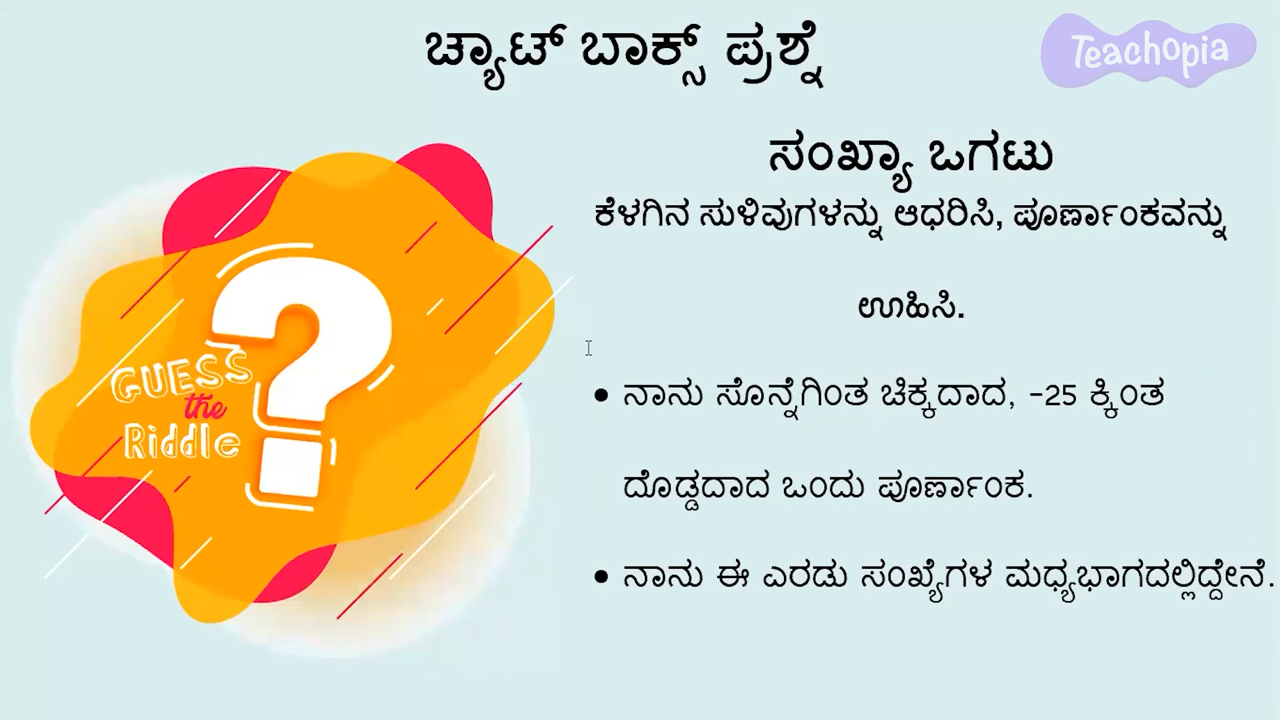 ಚ್ಯಾಟ್ ಬಾಕ್ಸ್ ಪ್ರಶ್ನೆ
Teachopia
ಸಂಖ್ಯಾ ಒಗಟು
ಕೆಳಗಿನ ಸುಳಿವುಗಳನ್ನು ಆಧರಿಸಿ, ಪೂರ್ಣಾಂಕವನ್ನು
ಊಹಿಸಿ.
GUESS
the
Riddle
• ನಾನು ಸೊನ್ನೆಗಿಂತ ಚಿಕ್ಕದಾದ, -25 ಕ್ಕಿಂತ
ದೊಡ್ಡದಾದ ಒಂದು ಪೂರ್ಣಾಂಕ.
• ನಾನು ಈ ಎರಡು ಸಂಖ್ಯೆಗಳ ಮಧ್ಯಭಾಗದಲ್ಲಿದ್ದೇನೆ.